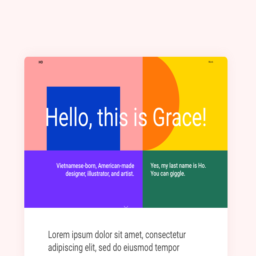 Hello, this is Grace!
Vietnamese-born, American-made
designer, illustrator, and artist.
Yes, my last name is Ho.
You can giggle.
Lorem ipsum dolor sit amet, consectetur
adipiscing elit, do eiusmod tempor